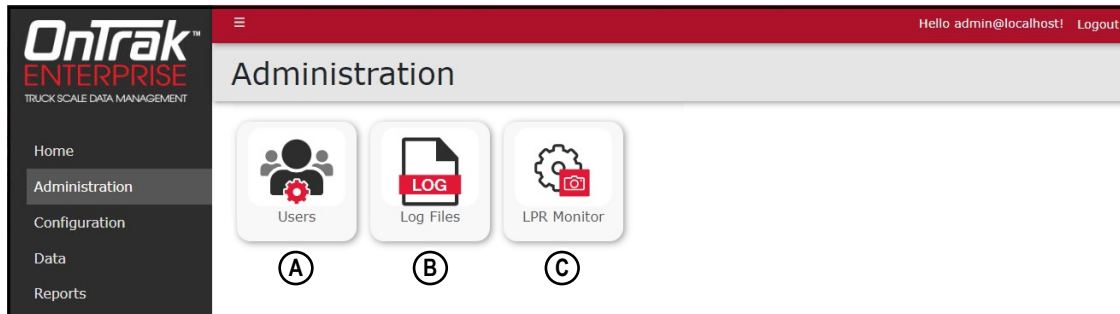 OnTrak™
ENTERPRISE
TRUCK SCALE DATA MANAGEMENT
Home
Administration
Configuration
Data
Reports
☰
Hello admin@localhost! Logout
Administration
LOG
Users Log Files LPR Monitor
A B C